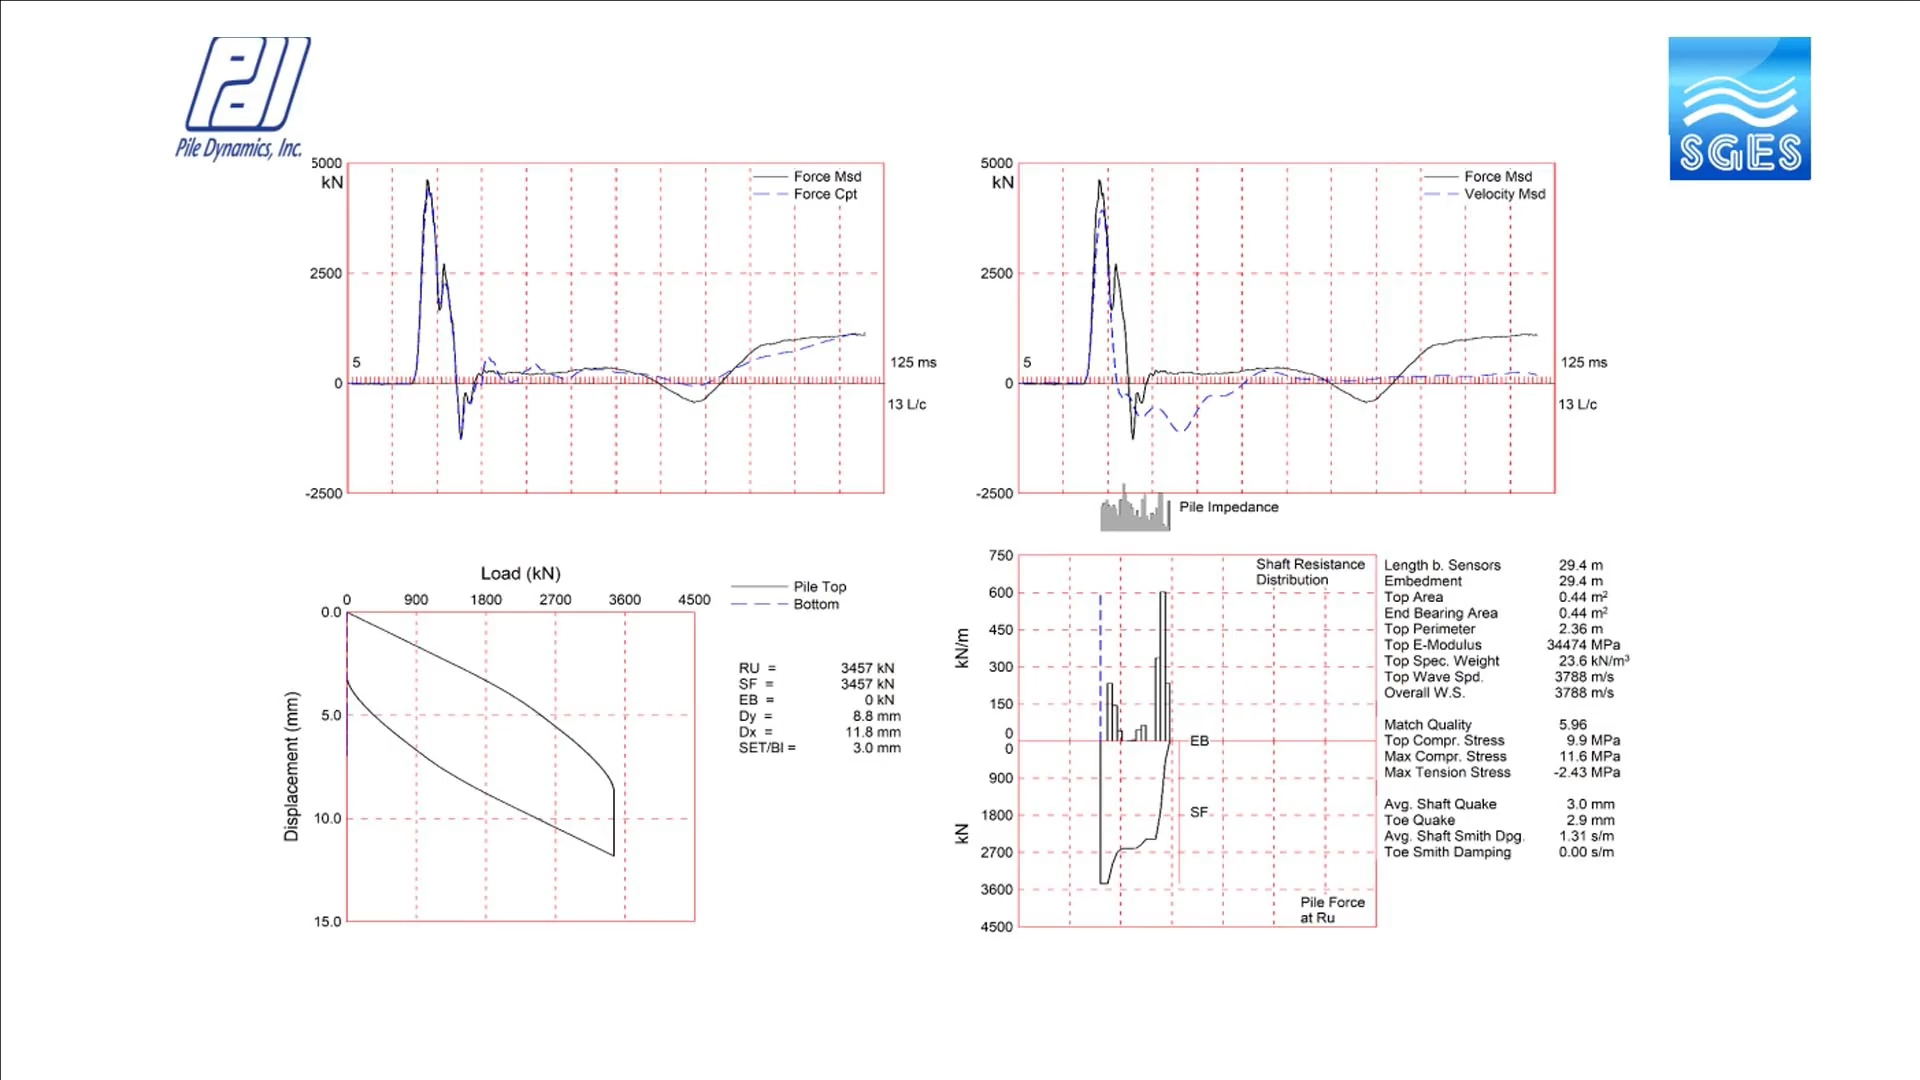 Pile Dynamics, Inc.
SGES
5000
kN
2500
0
-2500
5
Force Msd
Force Cpt
125 ms
13 L/c
5000
kN
2500
0
-2500
5
Force Msd
Velocity Msd
125 ms
13 L/c
Pile Impedance
Load (kN)
0 900 1800 2700 3600 4500
0.0
5.0
10.0
15.0
Displacement (mm)
Pile Top
Bottom
RU = 3457 kN
SF = 3457 kN
EB = 0 kN
Dy = 8.8 mm
Dx = 11.8 mm
SET/Bl = 3.0 mm
750
600
450
300
150
0
kN/m
0
900
1800
2700
3600
4500
kN
Shaft Resistance
Distribution
EB
SF
Pile Force
at Ru
Length b. Sensors 29.4 m
Embedment 29.4 m
Top Area 0.44 m²
End Bearing Area 0.44 m²
Top Perimeter 2.36 m
Top E-Modulus 34474 MPa
Top Spec. Weight 23.6 kN/m³
Top Wave Spd. 3788 m/s
Overall W.S. 3788 m/s
Match Quality 5.96
Top Compr. Stress 9.9 MPa
Max Compr. Stress 11.6 MPa
Max Tension Stress -2.43 MPa
Avg. Shaft Quake 3.0 mm
Toe Quake 2.9 mm
Avg. Shaft Smith Dpg. 1.31 s/m
Toe Smith Damping 0.00 s/m